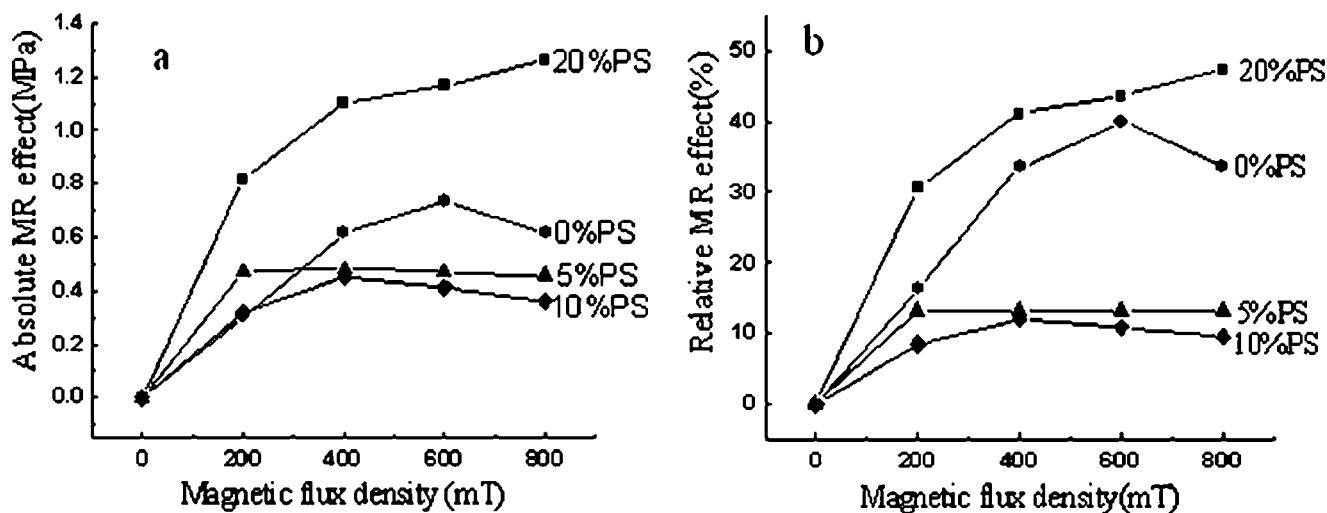 a
Absolute MR effect(MPa)
1.4
1.2
1.0
0.8
0.6
0.4
0.2
0.0
20%PS
0%PS
5%PS
10%PS
0 200 400 600 800
Magnetic flux density (mT)
b
Relative MR effect(%)
50
40
30
20
10
0
20%PS
0%PS
5%PS
10%PS
0 200 400 600 800
Magnetic flux density(mT)